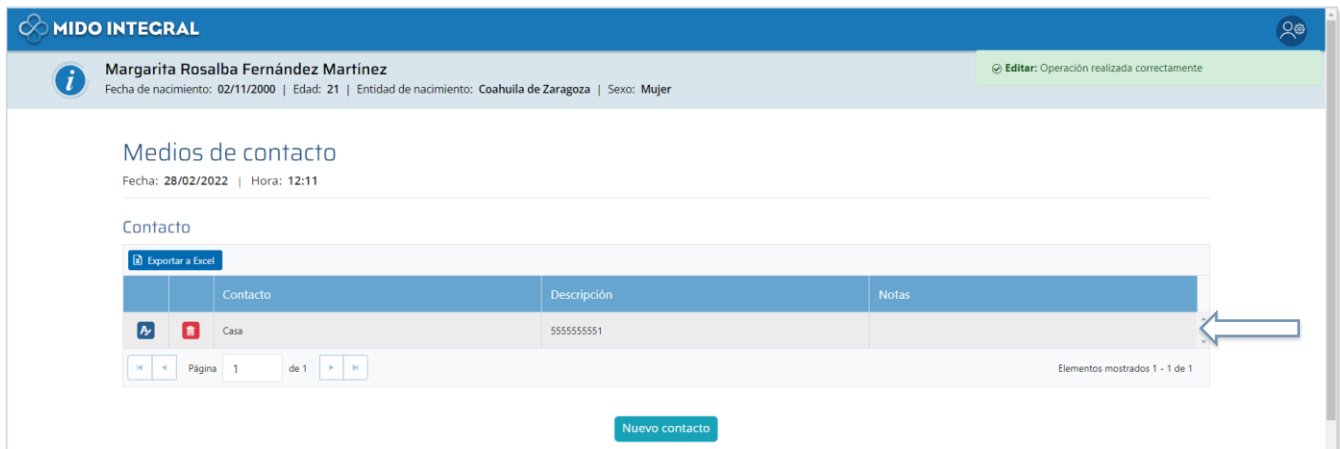 MIDO INTEGRAL
Margarita Rosalba Fernández Martínez
Fecha de nacimiento: 02/11/2000 | Edad: 21 | Entidad de nacimiento: Coahuila de Zaragoza | Sexo: Mujer
Editar: Operación realizada correctamente
Medios de contacto
Fecha: 28/02/2022 | Hora: 12:11
Contacto
Exportar a Excel
Contacto Descripción Notas
Casa 5555555551
Página 1 de 1 Elementos mostrados 1 - 1 de 1
Nuevo contacto